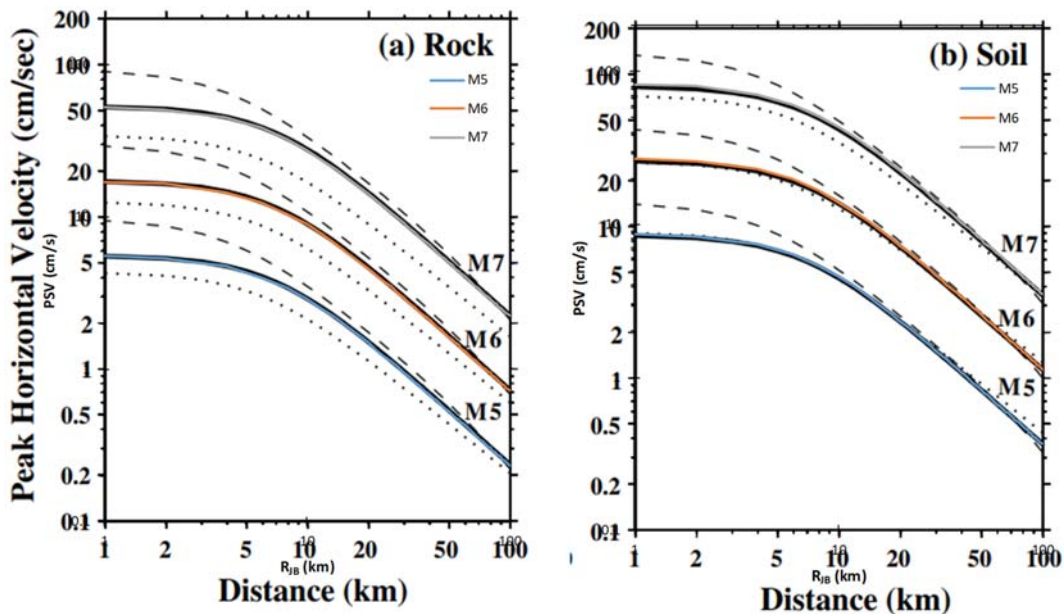 Peak Horizontal Velocity (cm/sec)
PSV (cm/s)
200
100
50
20
10
5
2
1
0.5
0.2
0.1
(a) Rock
M5
M6
M7
M7
M6
M5
1 2 5 10 20 50 100
R_JB (km)
Distance (km)
PSV (cm/s)
200
100
50
20
10
5
2
1
0.5
0.2
0.1
(b) Soil
M5
M6
M7
M7
M6
M5
1 2 5 10 20 50 100
R_JB (km)
Distance (km)